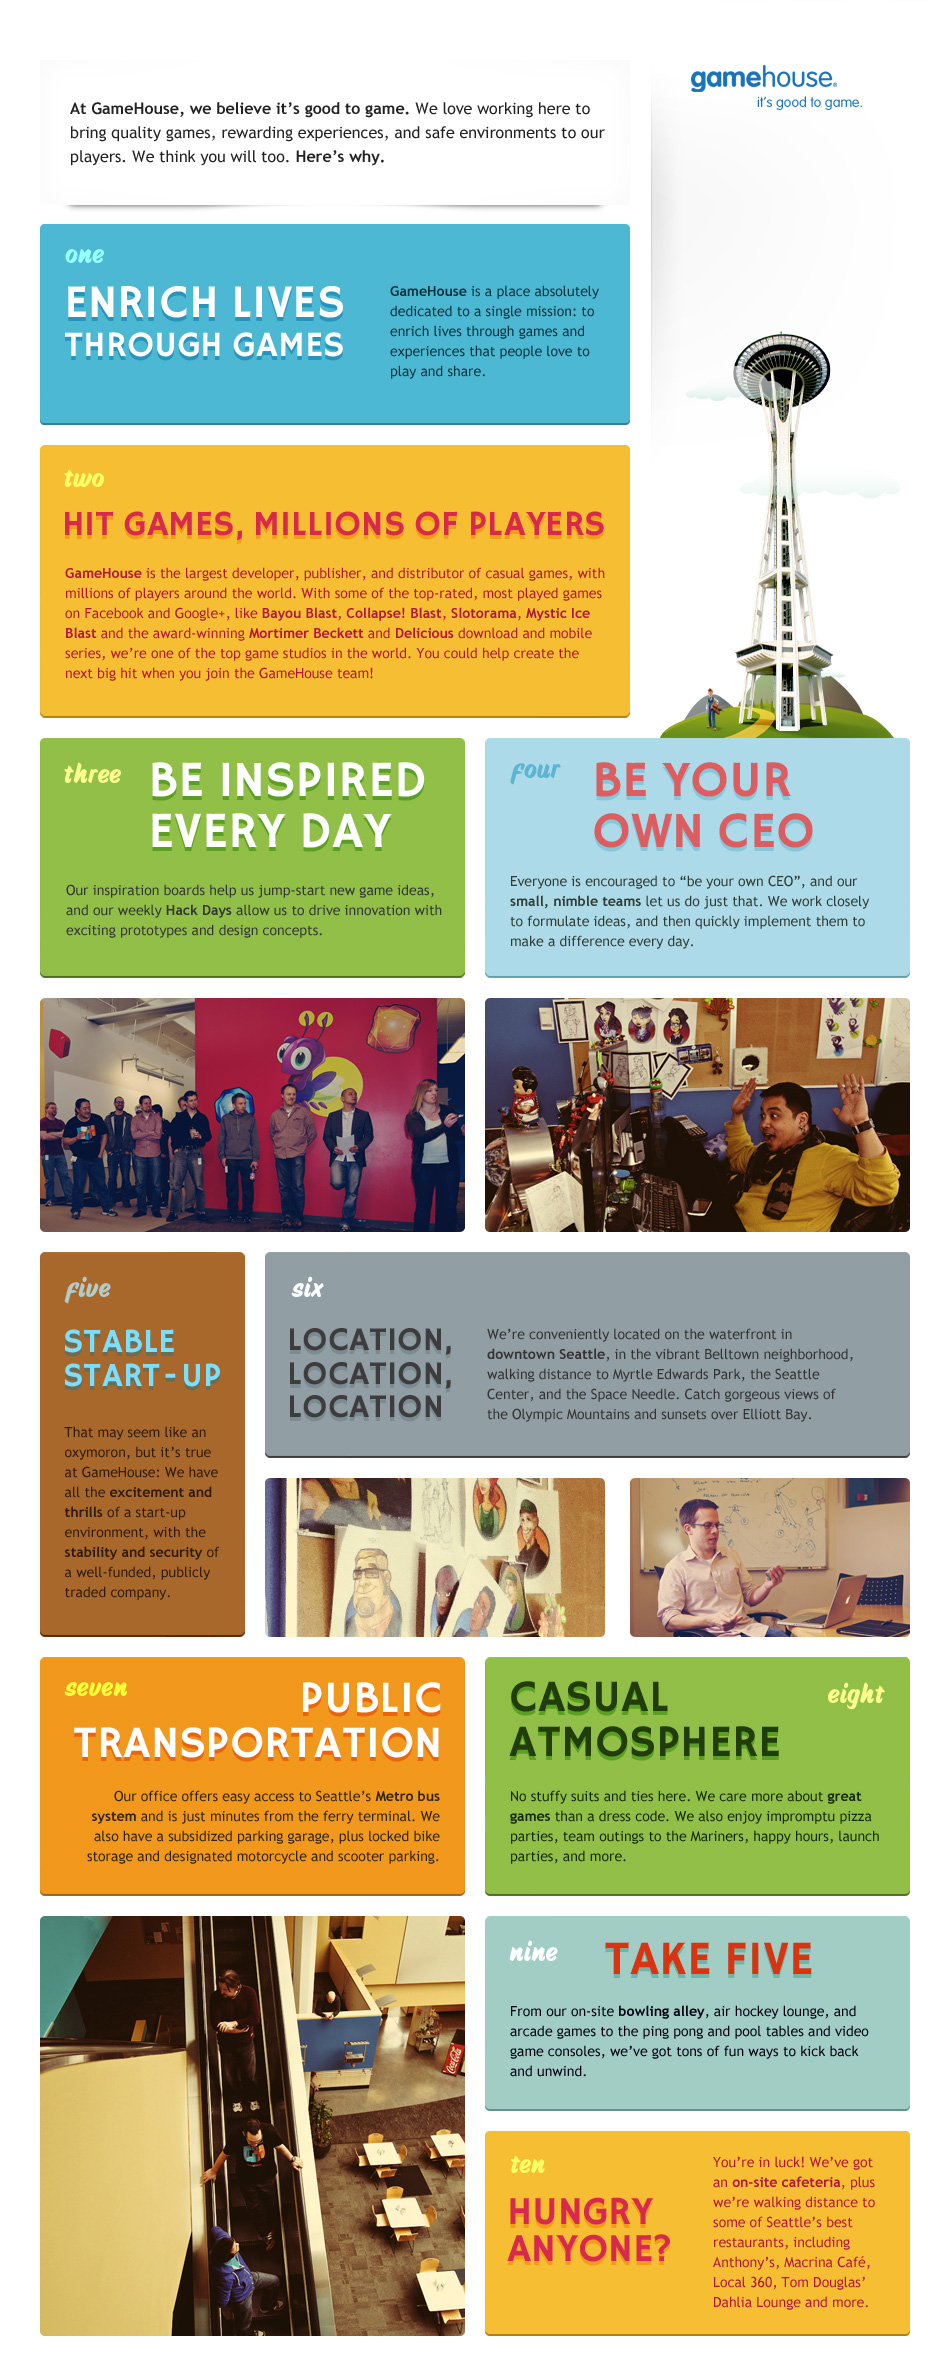 gamehouse®
it's good to game.
At GameHouse, we believe it's good to game. We love working here to
bring quality games, rewarding experiences, and safe environments to our
players. We think you will too. Here's why.
one
ENRICH LIVES
THROUGH GAMES
GameHouse is a place absolutely
dedicated to a single mission: to
enrich lives through games and
experiences that people love to
play and share.
two
HIT GAMES, MILLIONS OF PLAYERS
GameHouse is the largest developer, publisher, and distributor of casual games, with
millions of players around the world. With some of the top-rated, most played games
on Facebook and Google+, like Bayou Blast, Collapse! Blast, Slotorama, Mystic Ice
Blast and the award-winning Mortimer Beckett and Delicious download and mobile
series, we're one of the top game studios in the world. You could help create the
next big hit when you join the GameHouse team!
three
BE INSPIRED
EVERY DAY
Our inspiration boards help us jump-start new game ideas,
and our weekly Hack Days allow us to drive innovation with
exciting prototypes and design concepts.
four
BE YOUR
OWN CEO
Everyone is encouraged to “be your own CEO”, and our
small, nimble teams let us do just that. We work closely
to formulate ideas, and then quickly implement them to
make a difference every day.
five
STABLE
START-UP
That may seem like an
oxymoron, but it's true
at GameHouse: We have
all the excitement and
thrills of a start-up
environment, with the
stability and security of
a well-funded, publicly
traded company.
six
LOCATION,
LOCATION,
LOCATION
We're conveniently located on the waterfront in
downtown Seattle, in the vibrant Belltown neighborhood,
walking distance to Myrtle Edwards Park, the Seattle
Center, and the Space Needle. Catch gorgeous views of
the Olympic Mountains and sunsets over Elliott Bay.
seven
PUBLIC
TRANSPORTATION
Our office offers easy access to Seattle's Metro bus
system and is just minutes from the ferry terminal. We
also have a subsidized parking garage, plus locked bike
storage and designated motorcycle and scooter parking.
eight
CASUAL
ATMOSPHERE
No stuffy suits and ties here. We care more about great
games than a dress code. We also enjoy impromptu pizza
parties, team outings to the Mariners, happy hours, launch
parties, and more.
Coca-Cola
nine
TAKE FIVE
From our on-site bowling alley, air hockey lounge, and
arcade games to the ping pong and pool tables and video
game consoles, we've got tons of fun ways to kick back
and unwind.
ten
HUNGRY
ANYONE?
You're in luck! We've got
an on-site cafeteria, plus
we're walking distance to
some of Seattle's best
restaurants, including
Anthony's, Macrina Café,
Local 360, Tom Douglas'
Dahlia Lounge and more.